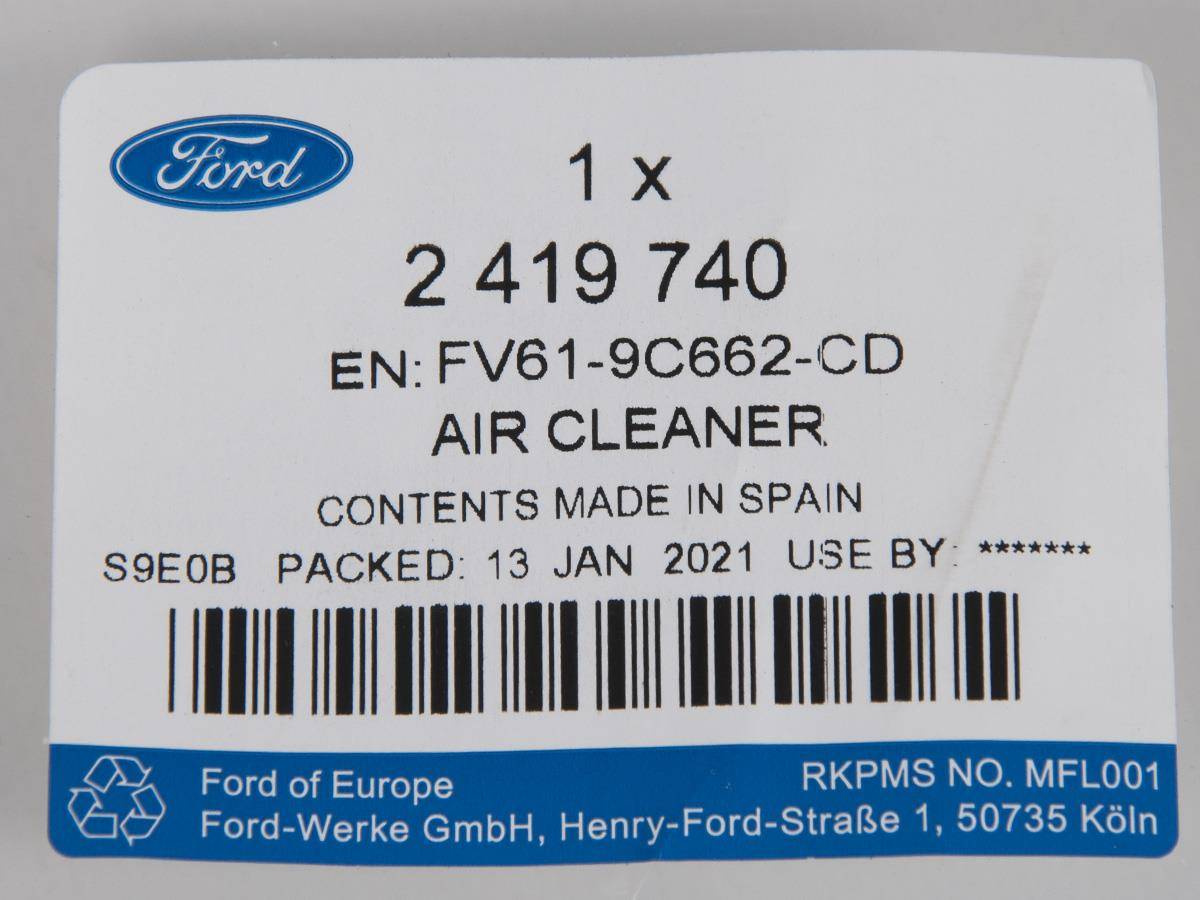 Ford
1 x
2 419 740
EN: FV61-9C662-CD
AIR CLEANER
CONTENTS MADE IN SPAIN
S9E0B PACKED: 13 JAN 2021 USE BY: *******
Ford of Europe
RKPMS NO. MFL001
Ford-Werke GmbH, Henry-Ford-Straße 1, 50735 Köln